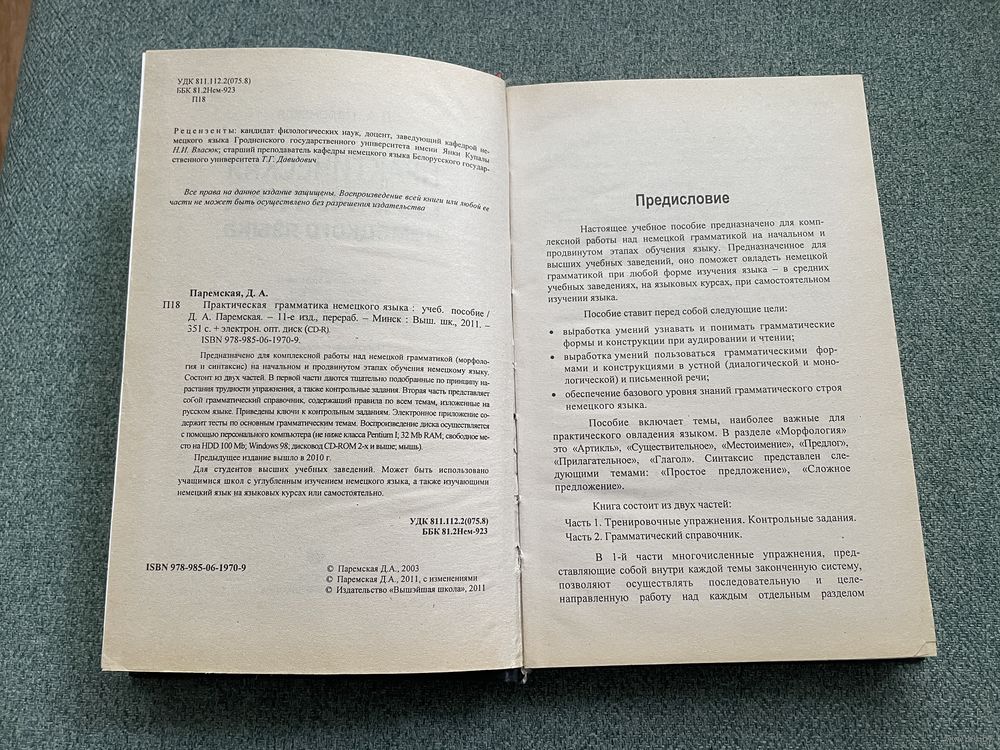 УДК 811.112.2(075.8)
ББК 81.2Нем-923
П18
Рецензенты: кандидат филологических наук, доцент, заведующий кафедрой не-
мецкого языка Гродненского государственного университета имени Янки Купалы
Н.И. Власюк; старший преподаватель кафедры немецкого языка Белорусского государ-
ственного университета Т.Г. Давидович
Все права на данное издание защищены. Воспроизведение всей книги или любой ее
части не может быть осуществлено без разрешения издательства
Паремская, Д. А.
П18 Практическая грамматика немецкого языка : учеб. пособие /
Д. А. Паремская. – 11-е изд., перераб. – Минск : Выш. шк., 2011. –
351 с. + электрон. опт. диск (CD-R).
ISBN 978-985-06-1970-9.
Предназначено для комплексной работы над немецкой грамматикой (морфоло-
гия и синтаксис) на начальном и продвинутом этапах обучения немецкому языку.
Состоит из двух частей. В первой части даются тщательно подобранные по принципу на-
растания трудности упражнения, а также контрольные задания. Вторая часть представляет
собой грамматический справочник, содержащий правила по всем темам, изложенные на
русском языке. Приведены ключи к контрольным заданиям. Электронное приложение со-
держит тесты по основным грамматическим темам. Воспроизведение диска осуществляется
с помощью персонального компьютера (не ниже класса Pentium I; 32 Mb RAM; свободное мес-
то на HDD 100 Mb; Windows 98; дисковод CD-ROM 2-х и выше; мышь).
Предыдущее издание вышло в 2010 г.
Для студентов высших учебных заведений. Может быть использовано
учащимися школ с углубленным изучением немецкого языка, а также изучающими
немецкий язык на языковых курсах или самостоятельно.
УДК 811.112.2(075.8)
ББК 81.2Нем-923
ISBN 978-985-06-1970-9
© Паремская Д.А., 2003
© Паремская Д.А., 2011, с изменениями
© Издательство «Вышэйшая школа», 2011
Предисловие
Настоящее учебное пособие предназначено для комп-
лексной работы над немецкой грамматикой на начальном и
продвинутом этапах обучения языку. Предназначенное для
высших учебных заведений, оно поможет овладеть немецкой
грамматикой при любой форме изучения языка – в средних
учебных заведениях, на языковых курсах, при самостоятельном
изучении языка.
Пособие ставит перед собой следующие цели:
• выработка умений узнавать и понимать грамматические
формы и конструкции при аудировании и чтении;
• выработка умений пользоваться грамматическими фор-
мами и конструкциями в устной (диалогической и моно-
логической) и письменной речи;
• обеспечение базового уровня знаний грамматического строя
немецкого языка.
Пособие включает темы, наиболее важные для
практического овладения языком. В разделе «Морфология»
это «Артикль», «Существительное», «Местоимение», «Предлог»,
«Прилагательное», «Глагол». Синтаксис представлен сле-
дующими темами: «Простое предложение», «Сложное
предложение».
Книга состоит из двух частей:
Часть 1. Тренировочные упражнения. Контрольные задания.
Часть 2. Грамматический справочник.
В 1-й части многочисленные упражнения, пред-
ставляющие собой внутри каждой темы законченную систему,
позволяют осуществлять последовательную и целе-
направленную работу над каждым отдельным разделом